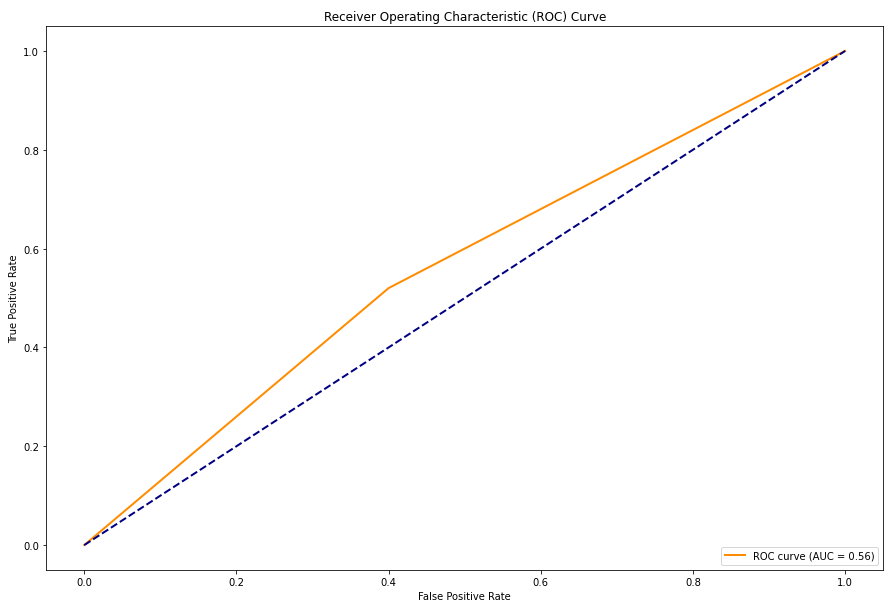 Receiver Operating Characteristic (ROC) Curve
1.0
0.8
0.6
0.4
0.2
0.0
True Positive Rate
0.0 0.2 0.4 0.6 0.8 1.0
False Positive Rate
ROC curve (AUC = 0.56)